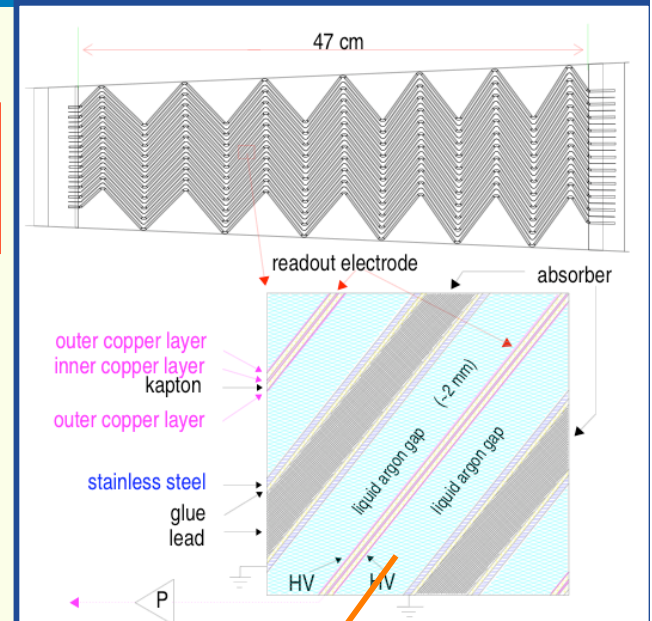 47 cm
readout electrode
absorber
outer copper layer
inner copper layer
kapton
outer copper layer
(~2 mm)
liquid argon gap
liquid argon gap
stainless steel
glue
lead
HV
HV
P